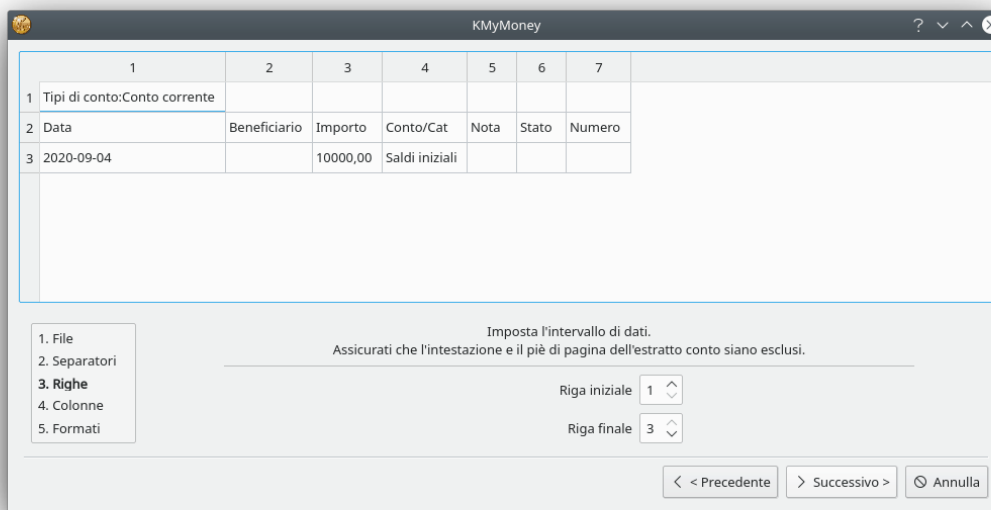 KMyMoney
1 2 3 4 5 6 7
1 Tipi di conto:Conto corrente
2 Data Beneficiario Importo Conto/Cat Nota Stato Numero
3 2020-09-04 10000,00 Saldi iniziali
Imposta l'intervallo di dati.
Assicurati che l'intestazione e il piè di pagina dell'estratto conto siano esclusi.
1. File
2. Separatori
3. Righe
4. Colonne
5. Formati
Riga iniziale 1
Riga finale 3
< Precedente Successivo > Annulla